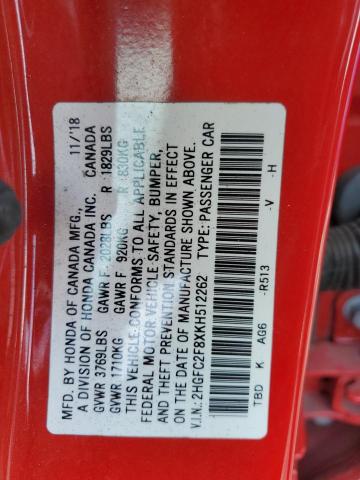 MFD. BY HONDA OF CANADA MFG., 11/'18
A DIVISION OF HONDA CANADA INC. CANADA
GVWR 3769LBS GAWR F 2028LBS R 1829LBS
GVWR 1710KG GAWR F 920KG R 830KG
THIS VEHICLE CONFORMS TO ALL APPLICABLE
FEDERAL MOTOR VEHICLE SAFETY, BUMPER,
AND THEFT PREVENTION STANDARDS IN EFFECT
ON THE DATE OF MANUFACTURE SHOWN ABOVE.
V.I.N.: 2HGFC2F8XKH512262 TYPE: PASSENGER CAR
-R513 -V -H
TBD K AG6